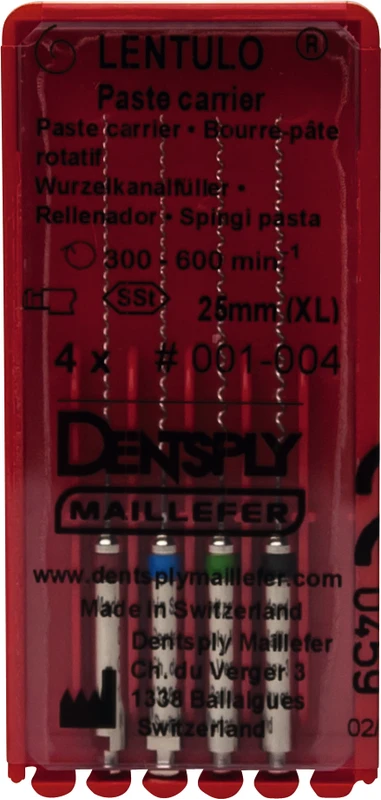 LENTULO ®
Paste carrier
Paste carrier • Bourre-pâte
rotatif
Wurzelkanalfüller •
Rellenador • Spingi pasta
300 - 600 min-1
SSt 25mm (XL)
4 x # 001-004
DENTSPLY
MAILLEFER
www.dentsplymaillefer.com
Made in Switzerland
Dentsply Maillefer
Ch. du Verger 3
1338 Ballaigues
Switzerland
0459
02/